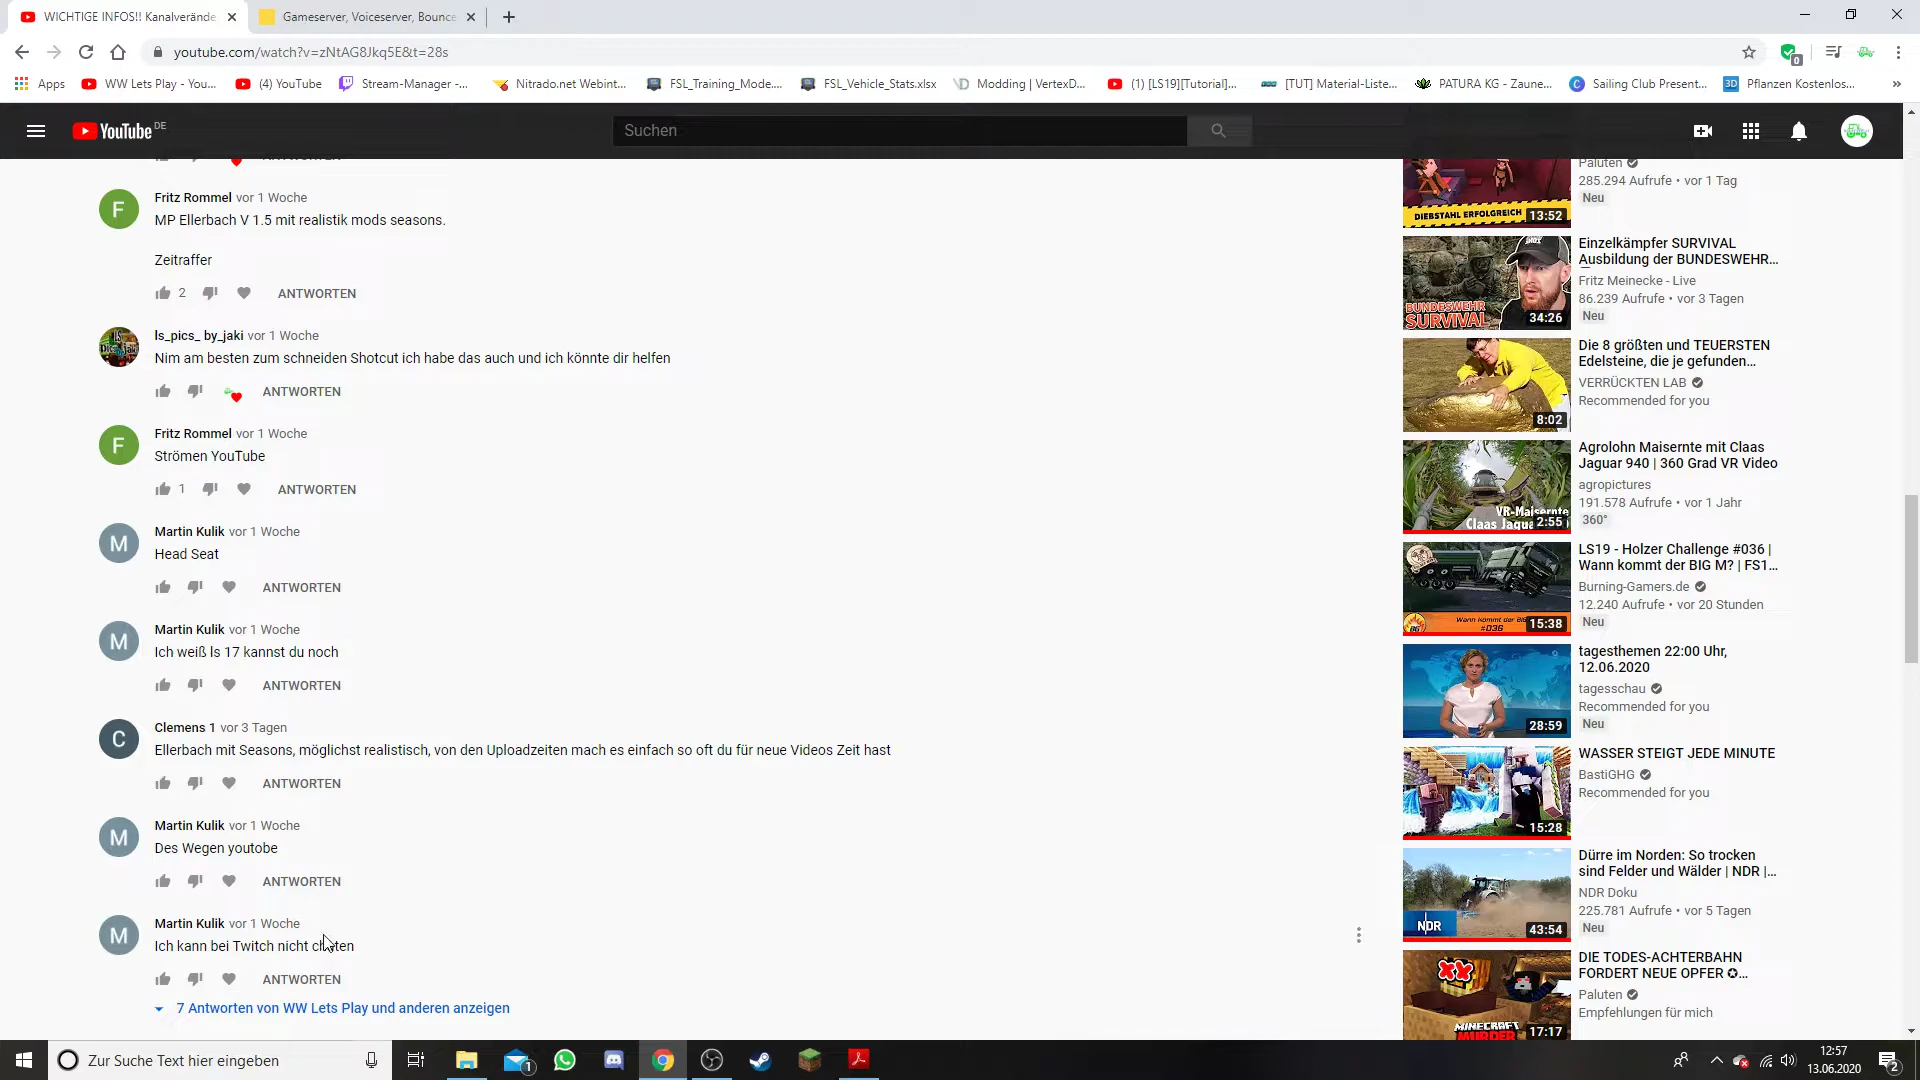 WICHTIGE INFOS!! Kanalverände
Gameserver, Voiceserver, Bounce
youtube.com/watch?v=zNtAG8Jkq5E&t=28s
Apps
WW Lets Play - You...
(4) YouTube
Stream-Manager -...
Nitrado.net Webint...
FSL_Training_Mode....
FSL_Vehicle_Stats.xlsx
Modding | VertexD...
(1) [LS19][Tutorial]...
[TUT] Material-Liste...
PATURA KG - Zaune...
Sailing Club Present...
Pflanzen Kostenlos...
YouTube DE
Suchen
Fritz Rommel vor 1 Woche
MP Ellerbach V 1.5 mit realistik mods seasons.
Zeitraffer
2 ANTWORTEN
ls_pics_ by_jaki vor 1 Woche
Nim am besten zum schneiden Shotcut ich habe das auch und ich könnte dir helfen
ANTWORTEN
F
Fritz Rommel vor 1 Woche
Strömen YouTube
1 ANTWORTEN
M
Martin Kulik vor 1 Woche
Head Seat
ANTWORTEN
M
Martin Kulik vor 1 Woche
Ich weiß ls 17 kannst du noch
ANTWORTEN
C
Clemens 1 vor 3 Tagen
Ellerbach mit Seasons, möglichst realistisch, von den Uploadzeiten mach es einfach so oft du für neue Videos Zeit hast
ANTWORTEN
M
Martin Kulik vor 1 Woche
Des Wegen youtobe
ANTWORTEN
M
Martin Kulik vor 1 Woche
Ich kann bei Twitch nicht chatten
ANTWORTEN
7 Antworten von WW Lets Play und anderen anzeigen
DIEBSTAHL ERFOLGREICH
13:52
Paluten
285.294 Aufrufe • vor 1 Tag
Neu
BUNDESWEHR
SURVIVAL
34:26
Einzelkämpfer SURVIVAL
Ausbildung der BUNDESWEHR...
Fritz Meinecke - Live
86.239 Aufrufe • vor 3 Tagen
Neu
8:02
Die 8 größten und TEUERSTEN
Edelsteine, die je gefunden...
VERRÜCKTEN LAB
Recommended for you
VR-Maisernte
Claas Jagua
2:55
Agrolohn Maisernte mit Claas
Jaguar 940 | 360 Grad VR Video
agropictures
191.578 Aufrufe • vor 1 Jahr
360°
Wann kommt der BIG
#036
15:38
LS19 - Holzer Challenge #036 |
Wann kommt der BIG M? | FS1...
Burning-Gamers.de
12.240 Aufrufe • vor 20 Stunden
Neu
28:59
tagesthemen 22:00 Uhr,
12.06.2020
tagesschau
Recommended for you
Neu
15:28
WASSER STEIGT JEDE MINUTE
BastiGHG
Recommended for you
NDR
43:54
Dürre im Norden: So trocken
sind Felder und Wälder | NDR |...
NDR Doku
225.781 Aufrufe • vor 5 Tagen
Neu
MINECRAFT
MURDER
17:17
DIE TODES-ACHTERBAHN
FORDERT NEUE OPFER ✪...
Paluten
Empfehlungen für mich
Zur Suche Text hier eingeben
1
12:57
13.06.2020
2